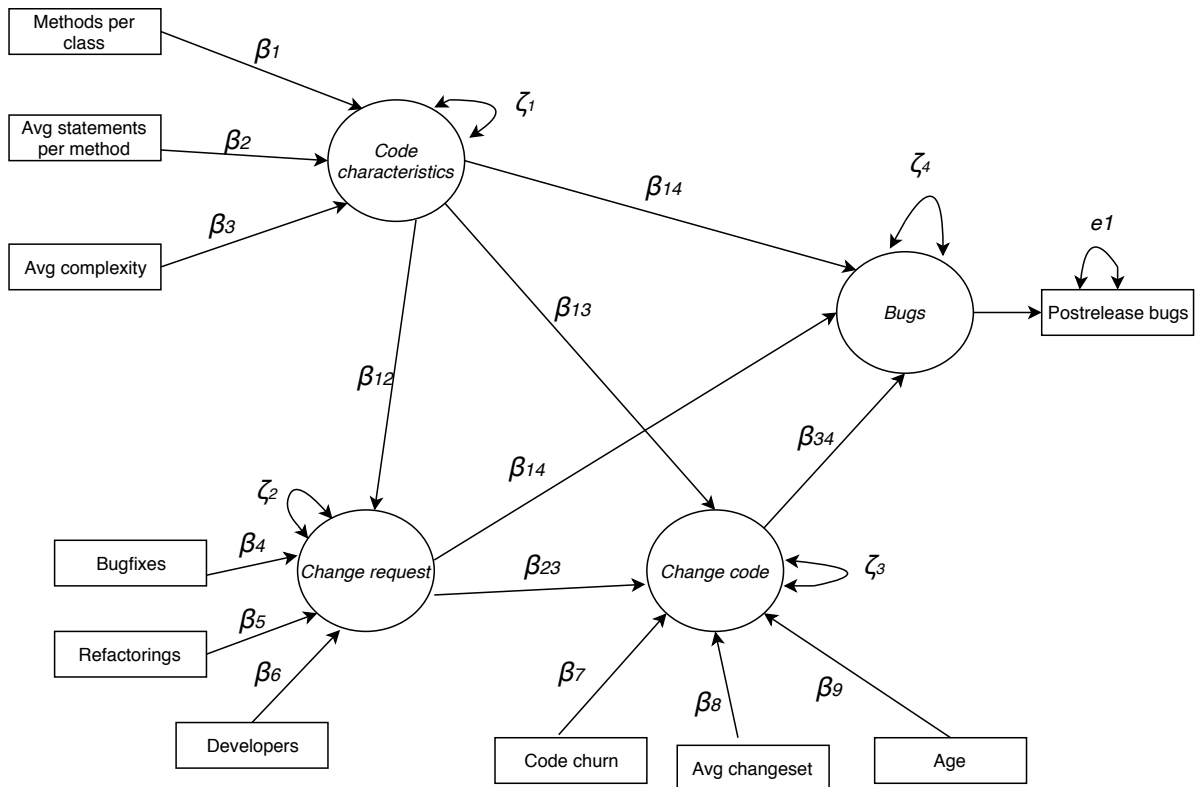 Methods per
class
β1
ζ1
Avg statements
per method
β2
Code
characteristics
β14
ζ4
e1
β3
Avg complexity
β13
Bugs
Postrelease bugs
β12
β34
β14
ζ2
β4
Bugfixes
Change request
β23
Change code
ζ3
β5
Refactorings
β6
β7
β8
β9
Developers
Code churn
Avg changeset
Age